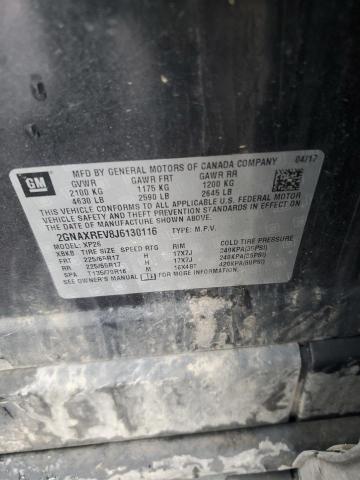 GM
MFD BY GENERAL MOTORS OF CANADA COMPANY 04/17
GVWR GAWR FRT GAWR RR
2100 KG 1175 KG 1200 KG
4630 LB 2590 LB 2645 LB
THIS VEHICLE CONFORMS TO ALL APPLICABLE U.S. FEDERAL MOTOR
VEHICLE SAFETY, BUMPER, AND THEFT PREVENTION STANDARDS IN EFFECT ON
THE DATE OF MANUFACTURE SHOWN ABOVE.
2GNAXREV8J6130116 TYPE: M.P.V.
MODEL: XP26
XBKB TIRE SIZE SPEED RTG RIM COLD TIRE PRESSURE
FRT 225/65R17 H 17X7J 240KPA(35PSI)
RR 225/65R17 H 17X7J 240KPA(35PSI)
SPA T135/70R16 M 16X4BT 420KPA(60PSI)
SEE OWNER'S MANUAL FOR MORE INFORMATION.